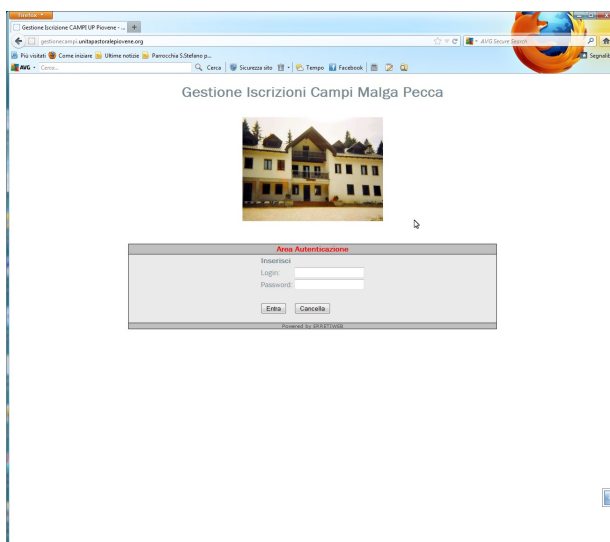 Firefox
Gestione Iscrizione CAMPI UP Piovene - ...
gestionecampi.unitapastoralepiovene.org
AVG Secure Search
Più visitati Come iniziare Ultime notizie Parrocchia S.Stefano p...
Segnalib
AVG Cerca... Cerca Sicurezza sito Tempo Facebook
Gestione Iscrizioni Campi Malga Pecca
Area Autenticazione
Inserisci
Login:
Password:
Entra Cancella
Powered by ERRETIWEB